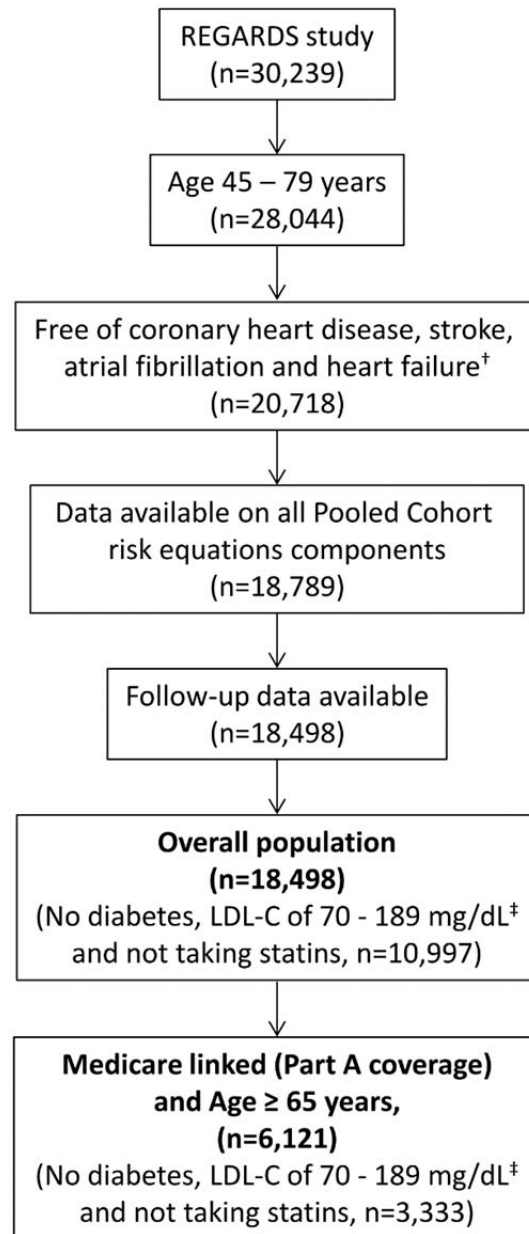 REGARDS study
(n=30,239)
Age 45 – 79 years
(n=28,044)
Free of coronary heart disease, stroke,
atrial fibrillation and heart failure†
(n=20,718)
Data available on all Pooled Cohort
risk equations components
(n=18,789)
Follow-up data available
(n=18,498)
Overall population
(n=18,498)
(No diabetes, LDL-C of 70 - 189 mg/dL‡
and not taking statins, n=10,997)
Medicare linked (Part A coverage)
and Age ≥ 65 years,
(n=6,121)
(No diabetes, LDL-C of 70 - 189 mg/dL‡
and not taking statins, n=3,333)